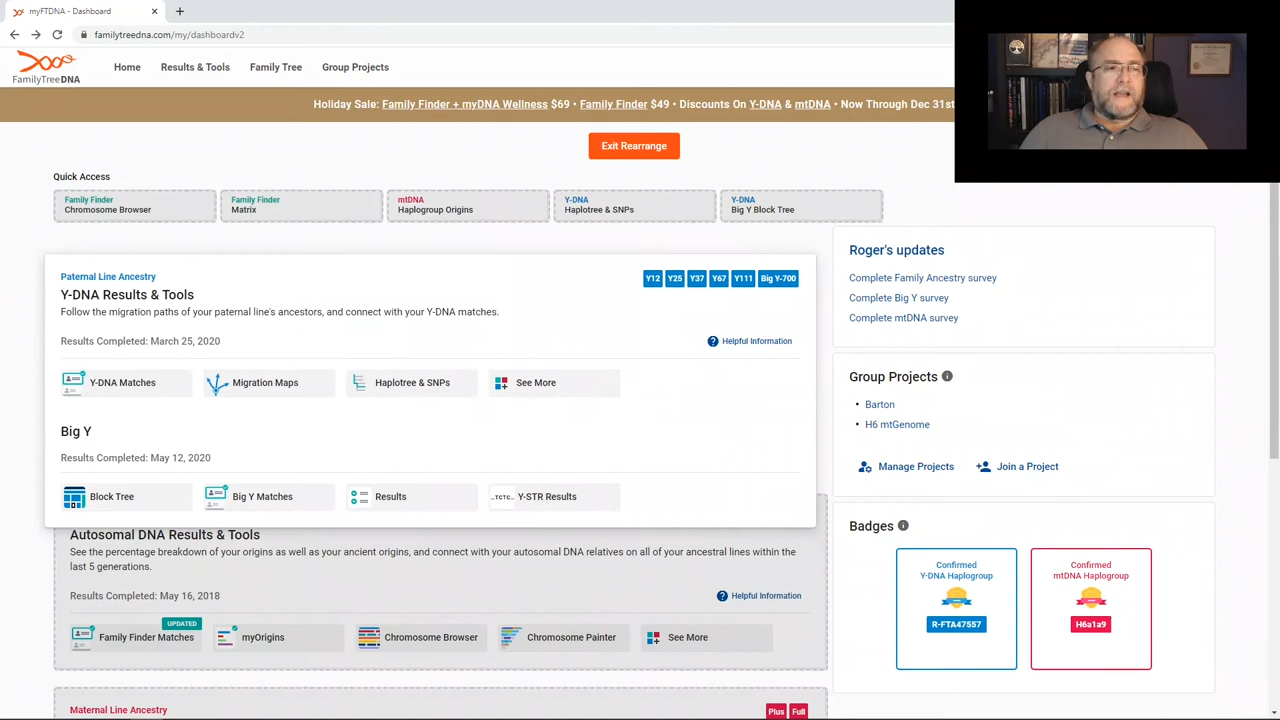 myFTDNA - Dashboard
familytreedna.com/my/dashboardv2
FamilyTreeDNA
Home
Results & Tools
Family Tree
Group Projects
Holiday Sale: Family Finder + myDNA Wellness $69 • Family Finder $49 • Discounts On Y-DNA & mtDNA • Now Through Dec 31st
Exit Rearrange
Quick Access
Family Finder
Chromosome Browser
Family Finder
Matrix
mtDNA
Haplogroup Origins
Y-DNA
Haplotree & SNPs
Y-DNA
Big Y Block Tree
Paternal Line Ancestry
Y12 Y25 Y37 Y67 Y111 Big Y-700
Y-DNA Results & Tools
Follow the migration paths of your paternal line's ancestors, and connect with your Y-DNA matches.
Results Completed: March 25, 2020
Helpful Information
Y-DNA Matches
Migration Maps
Haplotree & SNPs
See More
Big Y
Results Completed: May 12, 2020
Block Tree
Big Y Matches
Results
..TCTC..
Y-STR Results
Autosomal DNA Results & Tools
See the percentage breakdown of your origins as well as your ancient origins, and connect with your autosomal DNA relatives on all of your ancestral lines within the
last 5 generations.
Results Completed: May 16, 2018
Helpful Information
UPDATED
Family Finder Matches
myOrigins
Chromosome Browser
Chromosome Painter
See More
Maternal Line Ancestry
Plus Full
Roger's updates
Complete Family Ancestry survey
Complete Big Y survey
Complete mtDNA survey
Group Projects
• Barton
• H6 mtGenome
Manage Projects
Join a Project
Badges
Confirmed
Y-DNA Haplogroup
R-FTA47557
Confirmed
mtDNA Haplogroup
H6a1a9